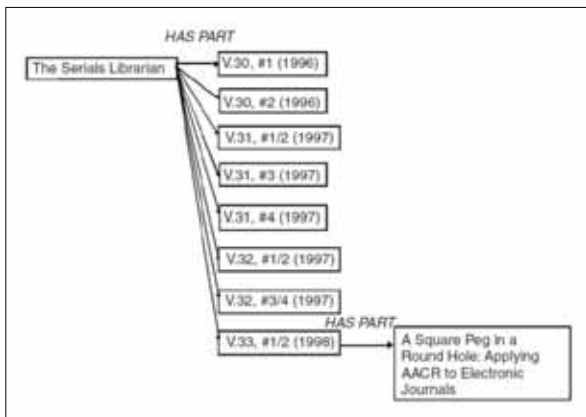 HAS PART
The Serials Librarian
V.30, #1 (1996)
V.30, #2 (1996)
V.31, #1/2 (1997)
V.31, #3 (1997)
V.31, #4 (1997)
V.32, #1/2 (1997)
V.32, #3/4 (1997)
HAS PART
V.33, #1/2 (1998)
A Square Peg in a
Round Hole: Applying
AACR to Electronic
Journals